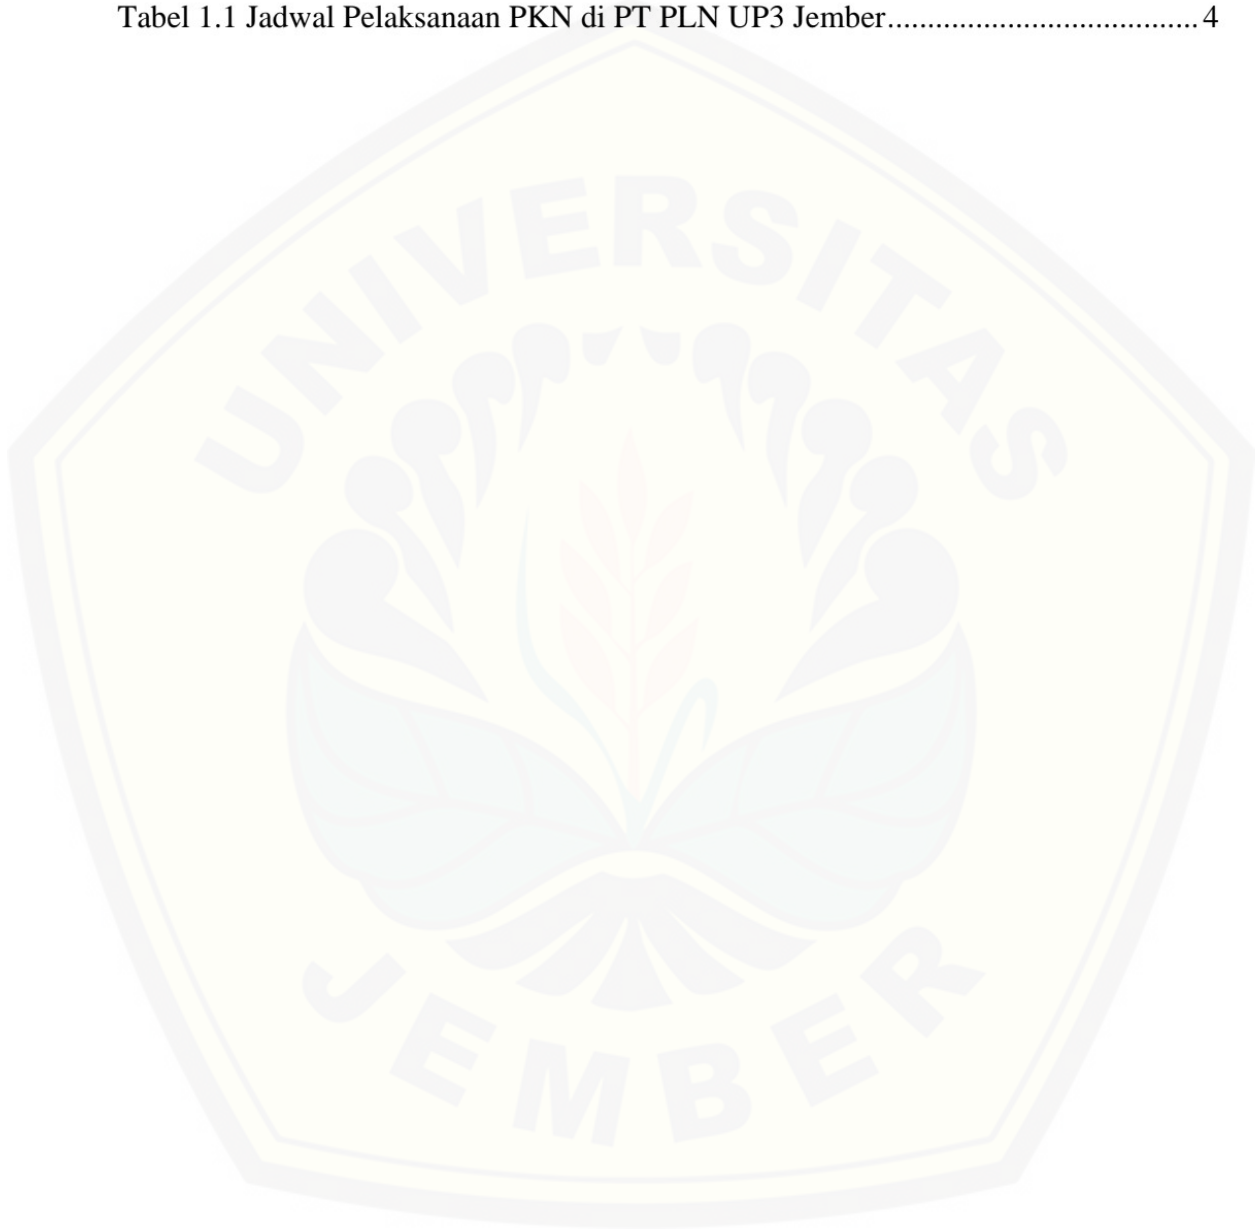 Tabel 1.1 Jadwal Pelaksanaan PKN di PT PLN UP3 Jember....................................... 4
UNIVERSITAS
JEMBER